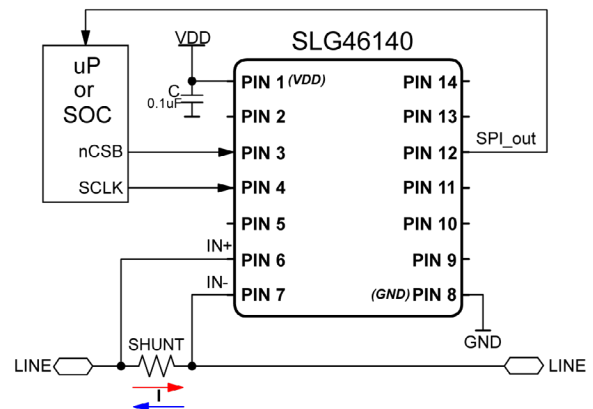 SLG46140
VDD
uP
or
SOC
nCSB
SCLK
C
0.1uF
PIN 1 (VDD)
PIN 2
PIN 3
PIN 4
PIN 5
IN+
PIN 6
IN-
PIN 7
PIN 14
PIN 13
PIN 12
SPI_out
PIN 11
PIN 10
PIN 9
(GND) PIN 8
GND
LINE
SHUNT
I
LINE